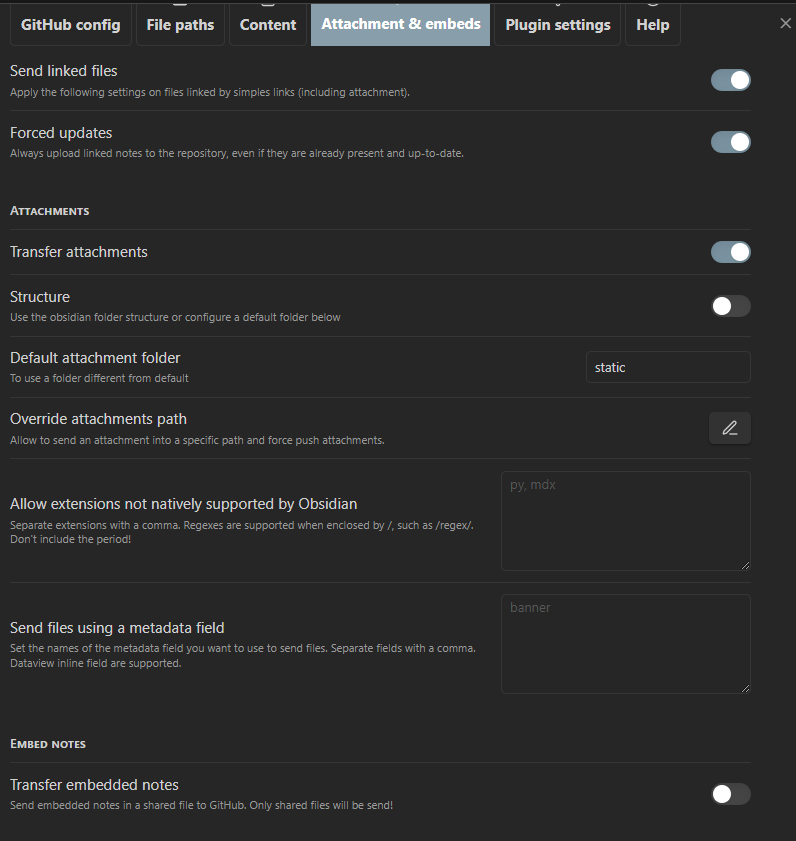 GitHub config File paths Content Attachment & embeds Plugin settings Help
Send linked files
Apply the following settings on files linked by simples links (including attachment).
Forced updates
Always upload linked notes to the repository, even if they are already present and up-to-date.
ATTACHMENTS
Transfer attachments
Structure
Use the obsidian folder structure or configure a default folder below
Default attachment folder
To use a folder different from default
static
Override attachments path
Allow to send an attachment into a specific path and force push attachments.
Allow extensions not natively supported by Obsidian
Separate extensions with a comma. Regexes are supported when enclosed by /, such as /regex/.
Don't include the period!
py, mdx
Send files using a metadata field
Set the names of the metadata field you want to use to send files. Separate fields with a comma.
Dataview inline field are supported.
banner
EMBED NOTES
Transfer embedded notes
Send embedded notes in a shared file to GitHub. Only shared files will be send!